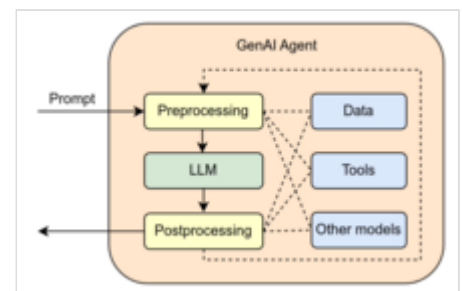 GenAI Agent
Prompt
Preprocessing
Data
LLM
Tools
Postprocessing
Other models